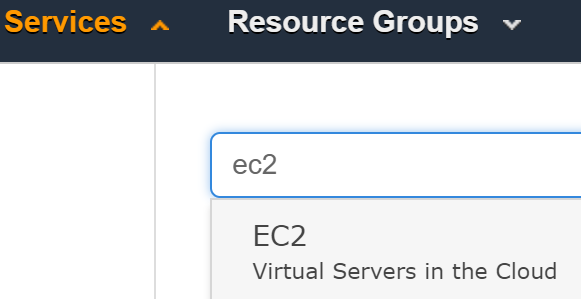 Services Resource Groups
ec2
EC2
Virtual Servers in the Cloud